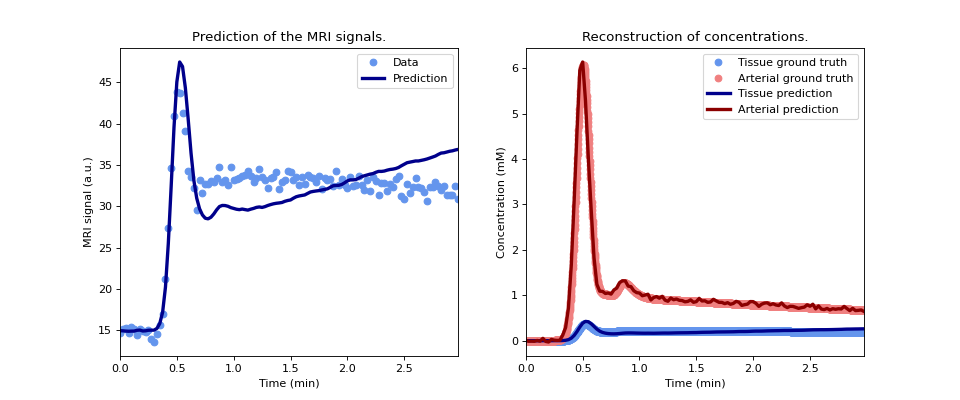 Prediction of the MRI signals.
Data
Prediction
MRI signal (a.u.)
45
40
35
30
25
20
15
0.0
0.5
1.0
1.5
2.0
2.5
Time (min)
Reconstruction of concentrations.
Tissue ground truth
Arterial ground truth
Tissue prediction
Arterial prediction
Concentration (mM)
6
5
4
3
2
1
0
0.0
0.5
1.0
1.5
2.0
2.5
Time (min)